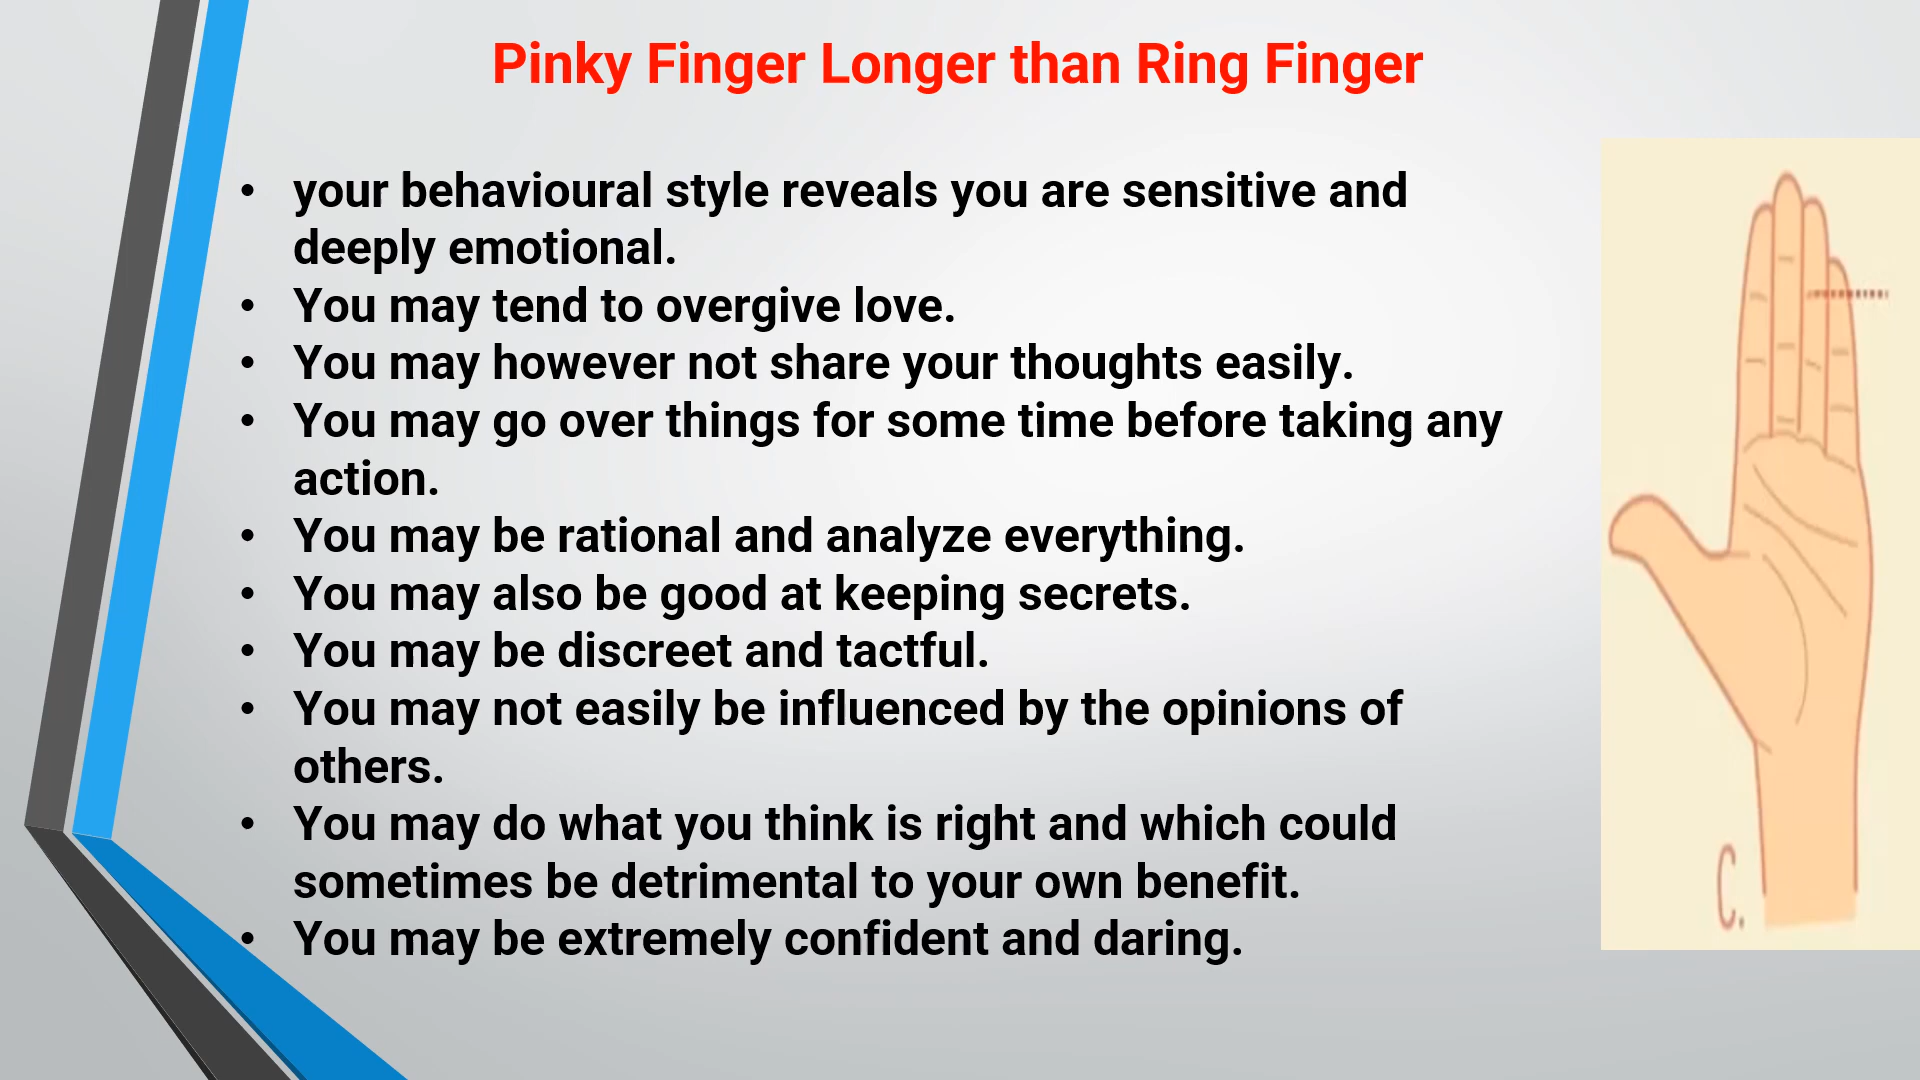 Pinky Finger Longer than Ring Finger
• your behavioural style reveals you are sensitive and
deeply emotional.
• You may tend to overgive love.
• You may however not share your thoughts easily.
• You may go over things for some time before taking any
action.
• You may be rational and analyze everything.
• You may also be good at keeping secrets.
• You may be discreet and tactful.
• You may not easily be influenced by the opinions of
others.
• You may do what you think is right and which could
sometimes be detrimental to your own benefit.
• You may be extremely confident and daring.
C.